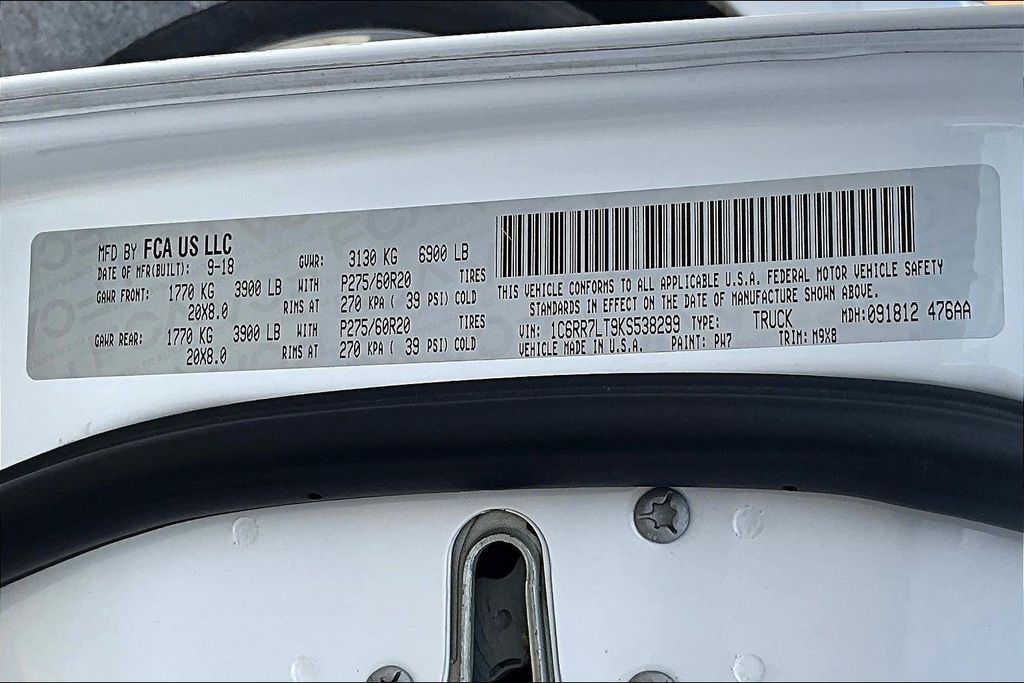 MFD BY FCA US LLC
DATE OF MFR(BUILT): 9-18 GVWR: 3130 KG 6900 LB
GAWR FRONT: 1770 KG 3900 LB WITH P275/60R20 TIRES
20X8.0 RIMS AT 270 KPA ( 39 PSI) COLD
GAWR REAR: 1770 KG 3900 LB WITH P275/60R20 TIRES
20X8.0 RIMS AT 270 KPA ( 39 PSI) COLD
THIS VEHICLE CONFORMS TO ALL APPLICABLE U.S.A. FEDERAL MOTOR VEHICLE SAFETY
STANDARDS IN EFFECT ON THE DATE OF MANUFACTURE SHOWN ABOVE.
VIN: 1C6RR7LT9KS538299 TYPE: TRUCK MDH:091812 476AA
VEHICLE MADE IN U.S.A. PAINT: PW7 TRIM: M9X8